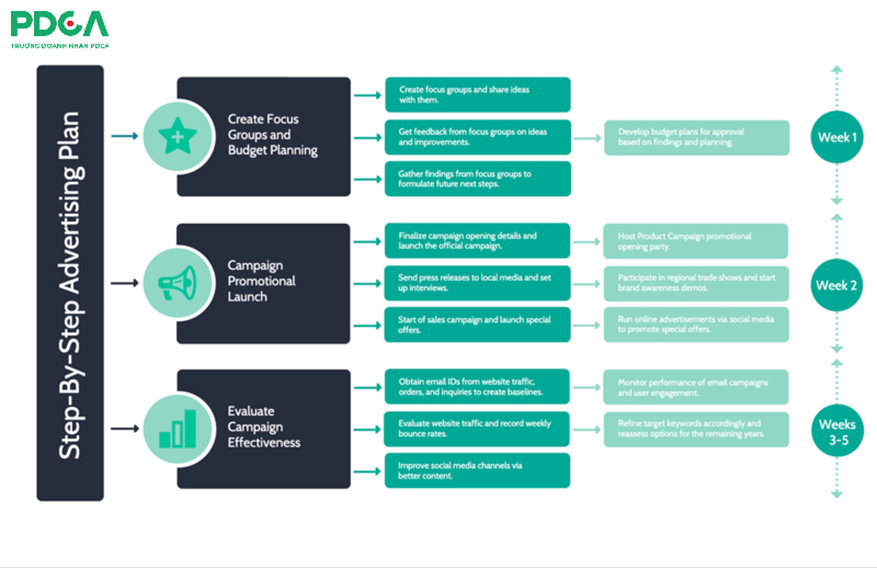 PDCA
TRƯỜNG DOANH NHÂN PDCA
Step-By-Step Advertising Plan
Create Focus
Groups and
Budget Planning
Create focus groups and share ideas
with them.
Get feedback from focus groups on ideas
and improvements.
Develop budget plans for approval
based on findings and planning.
Gather findings from focus groups to
formulate future next steps.
Week 1
Campaign
Promotional
Launch
Finalize campaign opening details and
launch the official campaign.
Host Product Campaign promotional
opening party.
Send press releases to local media and set
up interviews.
Participate in regional trade shows and start
brand awareness demos.
Start of sales campaign and launch special
offers.
Run online advertisements via social media
to promote special offers.
Week 2
Evaluate
Campaign
Effectiveness
Obtain email IDs from website traffic,
orders, and inquiries to create baselines.
Monitor performance of email campaigns
and user engagement.
Evaluate website traffic and record weekly
bounce rates.
Refine target keywords accordingly and
reassess options for the remaining years.
Improve social media channels via
better content.
Weeks
3-5